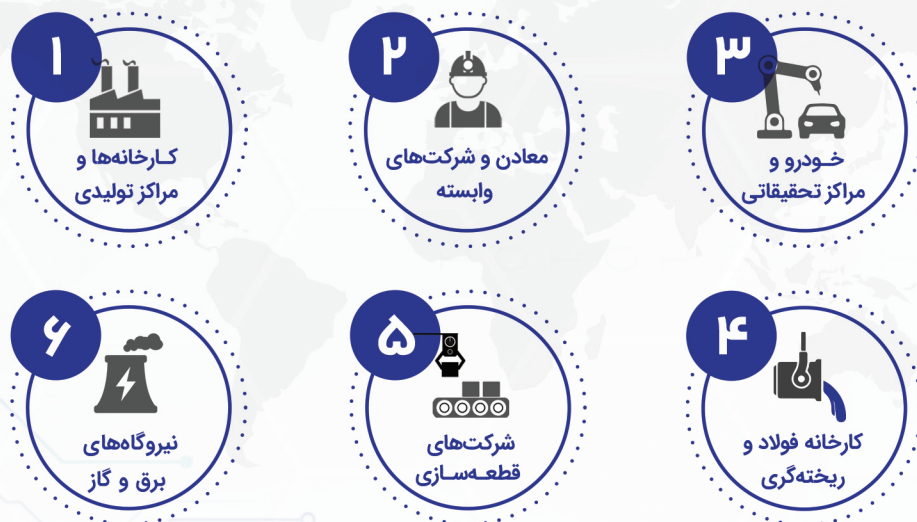 ۱
کارخانه‌ها و
مراکز تولیدی
۲
معادن و شرکت‌های
وابسته
۳
خودرو و
مراکز تحقیقاتی
۴
کارخانه فولاد و
ریخته‌گری
۵
شرکت‌های
قطعه‌سازی
۶
نیروگاه‌های
برق و گاز